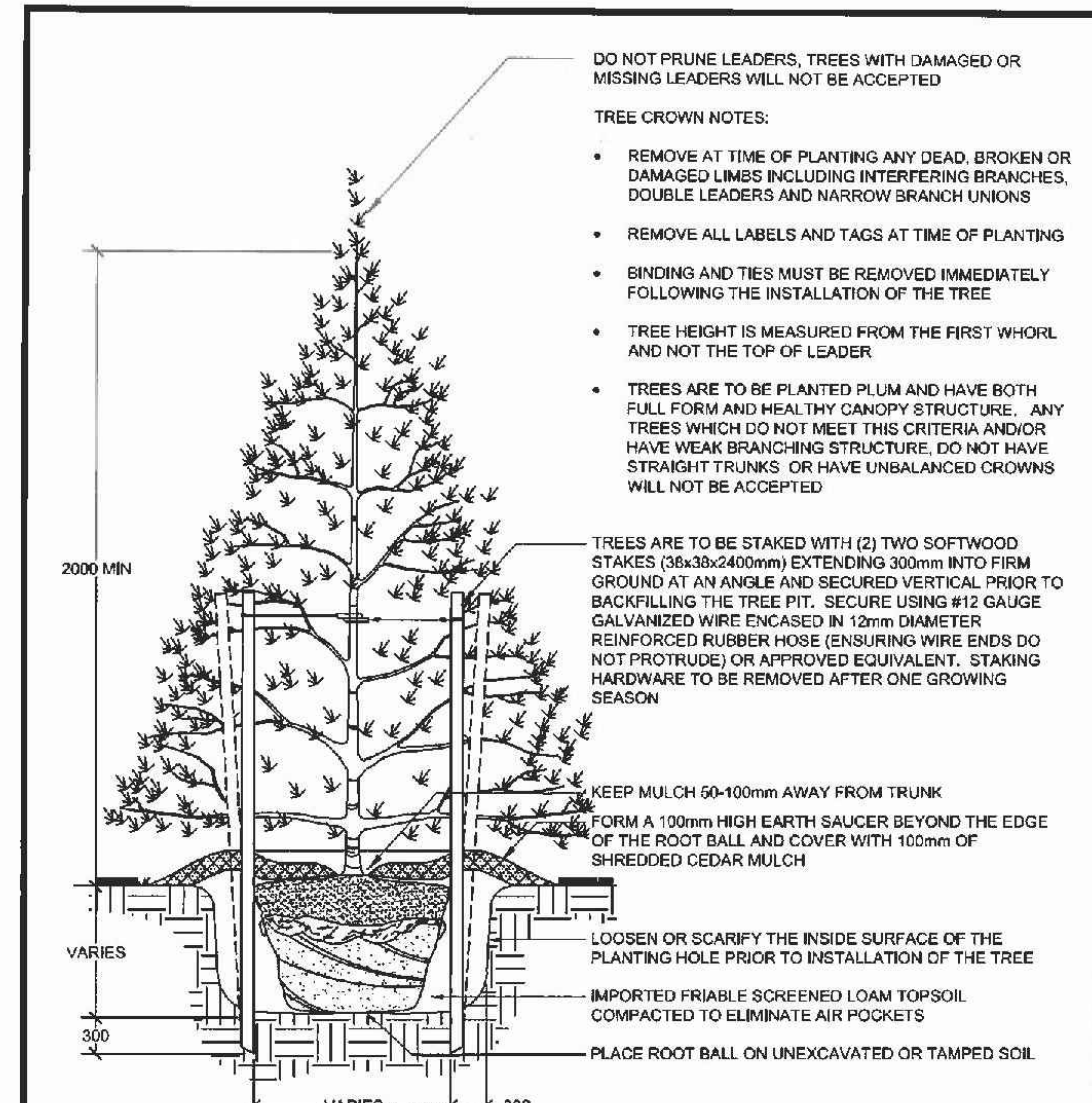 DO NOT PRUNE LEADERS, TREES WITH DAMAGED OR
MISSING LEADERS WILL NOT BE ACCEPTED
TREE CROWN NOTES:
• REMOVE AT TIME OF PLANTING ANY DEAD, BROKEN OR
DAMAGED LIMBS INCLUDING INTERFERING BRANCHES,
DOUBLE LEADERS AND NARROW BRANCH UNIONS
• REMOVE ALL LABELS AND TAGS AT TIME OF PLANTING
• BINDING AND TIES MUST BE REMOVED IMMEDIATELY
FOLLOWING THE INSTALLATION OF THE TREE
• TREE HEIGHT IS MEASURED FROM THE FIRST WHORL
AND NOT THE TOP OF LEADER
• TREES ARE TO BE PLANTED PLUM AND HAVE BOTH
FULL FORM AND HEALTHY CANOPY STRUCTURE. ANY
TREES WHICH DO NOT MEET THIS CRITERIA AND/OR
HAVE WEAK BRANCHING STRUCTURE, DO NOT HAVE
STRAIGHT TRUNKS OR HAVE UNBALANCED CROWNS
WILL NOT BE ACCEPTED
2000 MIN
TREES ARE TO BE STAKED WITH (2) TWO SOFTWOOD
STAKES (38x38x2400mm) EXTENDING 300mm INTO FIRM
GROUND AT AN ANGLE AND SECURED VERTICAL PRIOR TO
BACKFILLING THE TREE PIT. SECURE USING #12 GAUGE
GALVANIZED WIRE ENCASED IN 12mm DIAMETER
REINFORCED RUBBER HOSE (ENSURING WIRE ENDS DO
NOT PROTRUDE) OR APPROVED EQUIVALENT. STAKING
HARDWARE TO BE REMOVED AFTER ONE GROWING
SEASON
KEEP MULCH 50-100mm AWAY FROM TRUNK
FORM A 100mm HIGH EARTH SAUCER BEYOND THE EDGE
OF THE ROOT BALL AND COVER WITH 100mm OF
SHREDDED CEDAR MULCH
VARIES
LOOSEN OR SCARIFY THE INSIDE SURFACE OF THE
PLANTING HOLE PRIOR TO INSTALLATION OF THE TREE
IMPORTED FRIABLE SCREENED LOAM TOPSOIL
COMPACTED TO ELIMINATE AIR POCKETS
300
PLACE ROOT BALL ON UNEXCAVATED OR TAMPED SOIL
VARIES